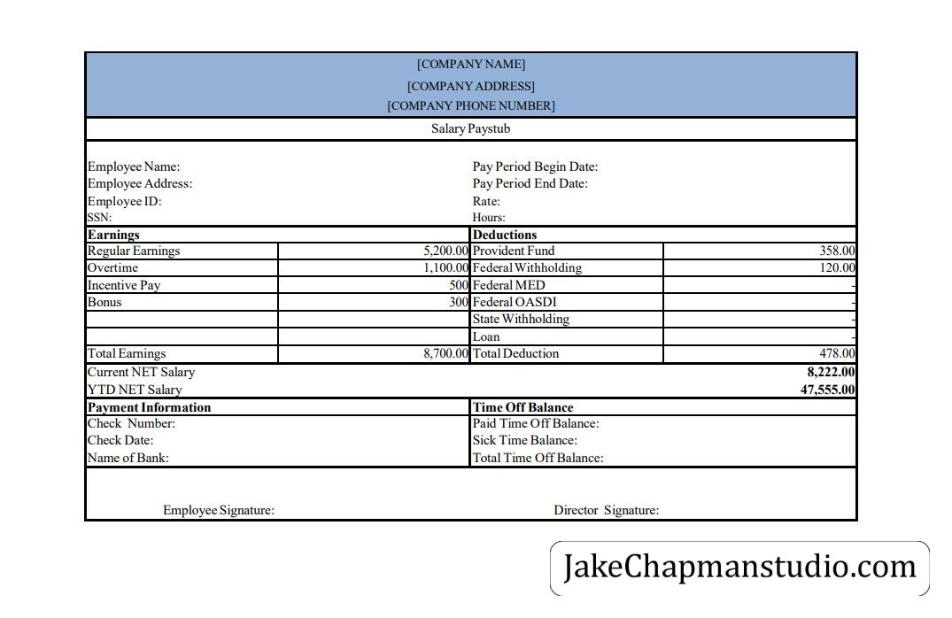 [COMPANY NAME]
[COMPANY ADDRESS]
[COMPANY PHONE NUMBER]
Salary Paystub
Employee Name: Pay Period Begin Date:
Employee Address: Pay Period End Date:
Employee ID: Rate:
SSN: Hours:
Earnings Deductions
Regular Earnings 5,200.00 Provident Fund 358.00
Overtime 1,100.00 Federal Withholding 120.00
Incentive Pay 500 Federal MED -
Bonus 300 Federal OASDI -
State Withholding -
Loan -
Total Earnings 8,700.00 Total Deduction 478.00
Current NET Salary 8,222.00
YTD NET Salary 47,555.00
Payment Information Time Off Balance
Check Number: Paid Time Off Balance:
Check Date: Sick Time Balance:
Name of Bank: Total Time Off Balance:
Employee Signature: Director Signature:
JakeChapmanstudio.com